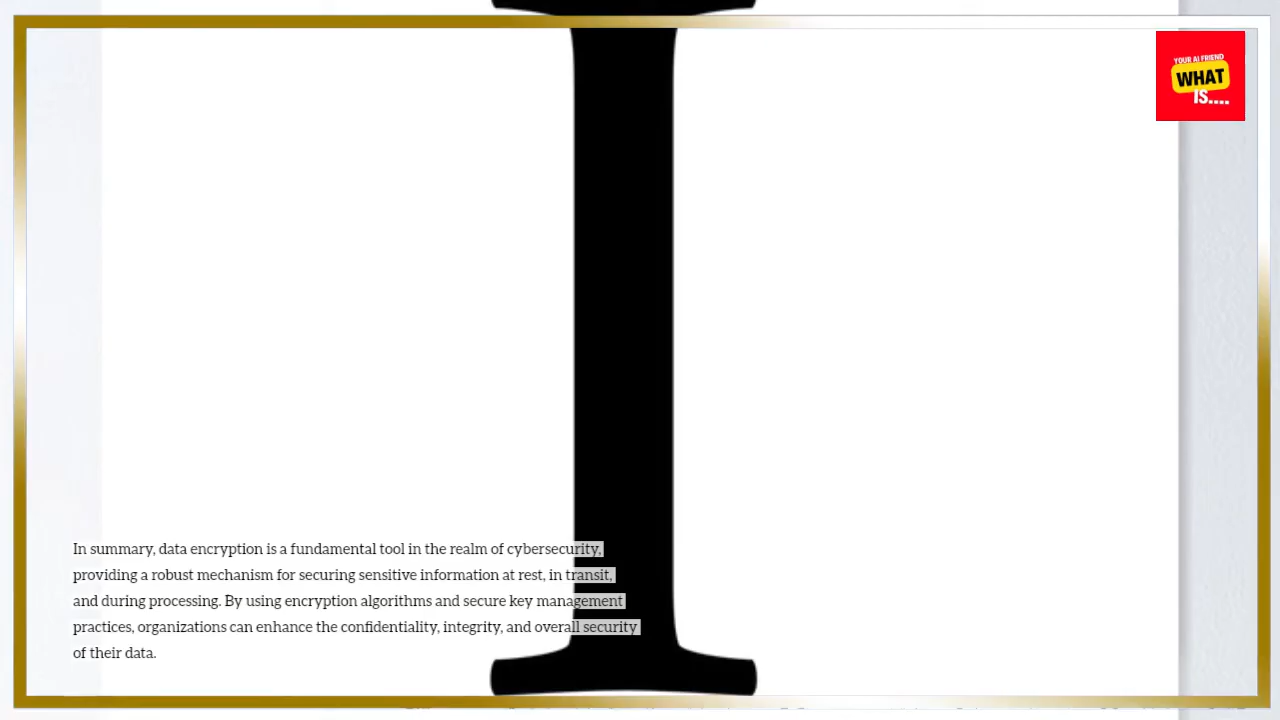 YOUR AI FRIEND
WHAT
IS....
In summary, data encryption is a fundamental tool in the realm of cybersecurity,
providing a robust mechanism for securing sensitive information at rest, in transit,
and during processing. By using encryption algorithms and secure key management
practices, organizations can enhance the confidentiality, integrity, and overall security
of their data.